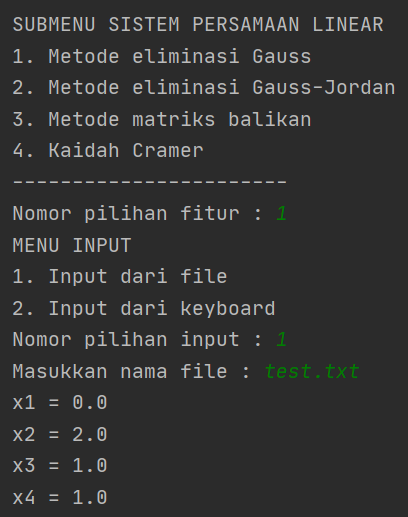 SUBMENU SISTEM PERSAMAAN LINEAR
1. Metode eliminasi Gauss
2. Metode eliminasi Gauss-Jordan
3. Metode matriks balikan
4. Kaidah Cramer
-----------------------
Nomor pilihan fitur : 1
MENU INPUT
1. Input dari file
2. Input dari keyboard
Nomor pilihan input : 1
Masukkan nama file : test.txt
x1 = 0.0
x2 = 2.0
x3 = 1.0
x4 = 1.0